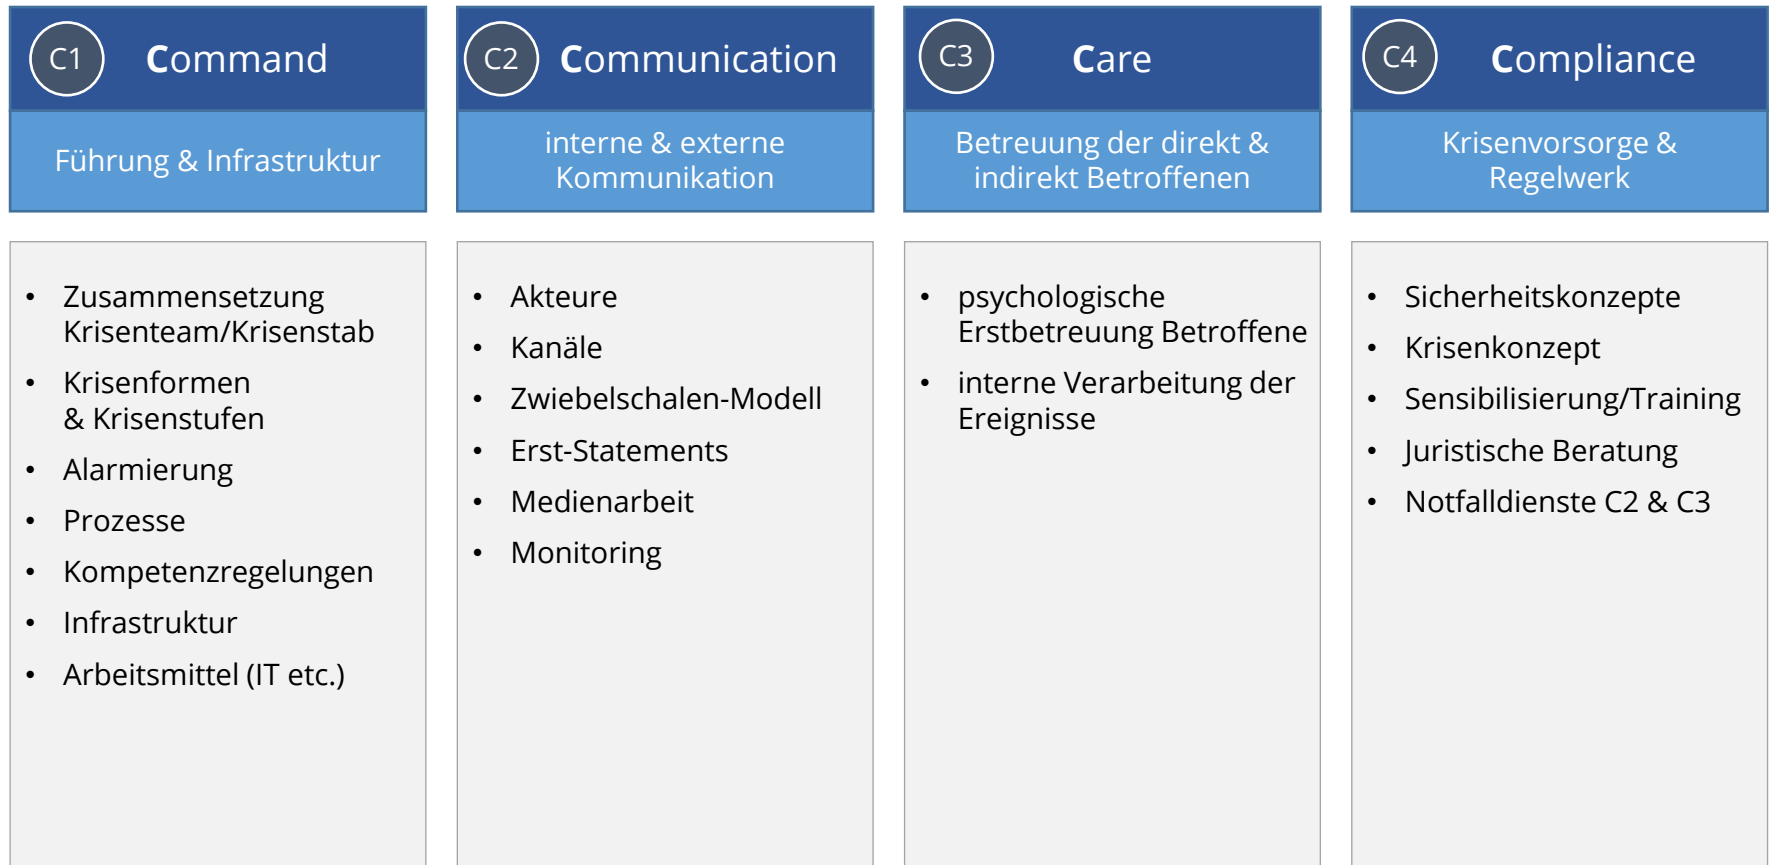 C1 Command
Führung & Infrastruktur
• Zusammensetzung
Krisenteam/Krisenstab
• Krisenformen
& Krisenstufen
• Alarmierung
• Prozesse
• Kompetenzregelungen
• Infrastruktur
• Arbeitsmittel (IT etc.)
C2 Communication
interne & externe
Kommunikation
• Akteure
• Kanäle
• Zwiebelschalen-Modell
• Erst-Statements
• Medienarbeit
• Monitoring
C3 Care
Betreuung der direkt &
indirekt Betroffenen
• psychologische
Erstbetreuung Betroffene
• interne Verarbeitung der
Ereignisse
C4 Compliance
Krisenvorsorge &
Regelwerk
• Sicherheitskonzepte
• Krisenkonzept
• Sensibilisierung/Training
• Juristische Beratung
• Notfalldienste C2 & C3